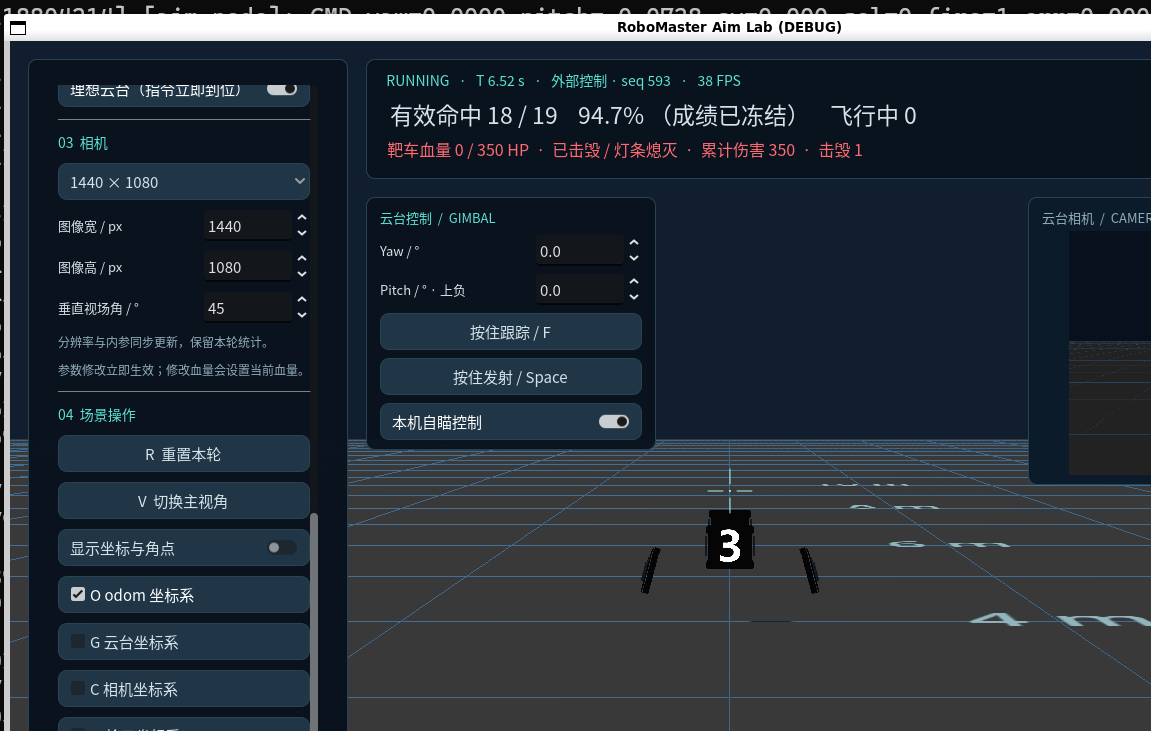 RoboMaster Aim Lab (DEBUG)
理想云台（指令立即到位）
03 相机
1440 × 1080
图像宽 / px 1440
图像高 / px 1080
垂直视场角 / ° 45
分辨率与内参同步更新，保留本轮统计。
参数修改立即生效；修改血量会设置当前血量。
04 场景操作
R 重置本轮
V 切换主视角
显示坐标与角点
O odom 坐标系
G 云台坐标系
C 相机坐标系
RUNNING · T 6.52 s · 外部控制 · seq 593 · 38 FPS
有效命中 18 / 19 94.7% （成绩已冻结） 飞行中 0
靶车血量 0 / 350 HP · 已击毁 / 灯条熄灭 · 累计伤害 350 · 击毁 1
云台控制 / GIMBAL
Yaw / ° 0.0
Pitch / ° · 上负 0.0
按住跟踪 / F
按住发射 / Space
本机自瞄控制
云台相机 / CAMER
6 m
3
4 m